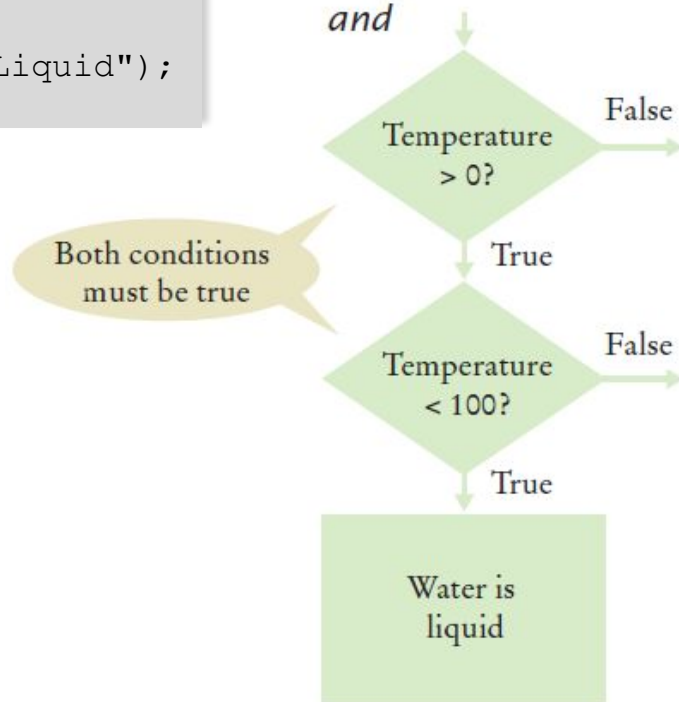 and
Liquid");
Temperature
> 0?
False
Both conditions
must be true
True
Temperature
< 100?
False
True
Water is
liquid